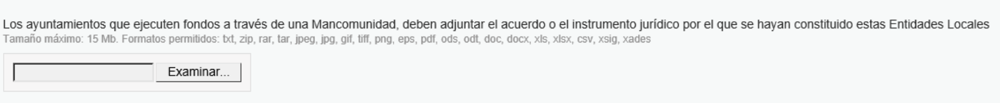 Los ayuntamientos que ejecuten fondos a través de una Mancomunidad, deben adjuntar el acuerdo o el instrumento jurídico por el que se hayan constituido estas Entidades Locales
Tamaño máximo: 15 Mb. Formatos permitidos: txt, zip, rar, tar, jpeg, jpg, gif, tiff, png, eps, pdf, ods, odt, doc, docx, xls, xlsx, csv, xsig, xades
Examinar...